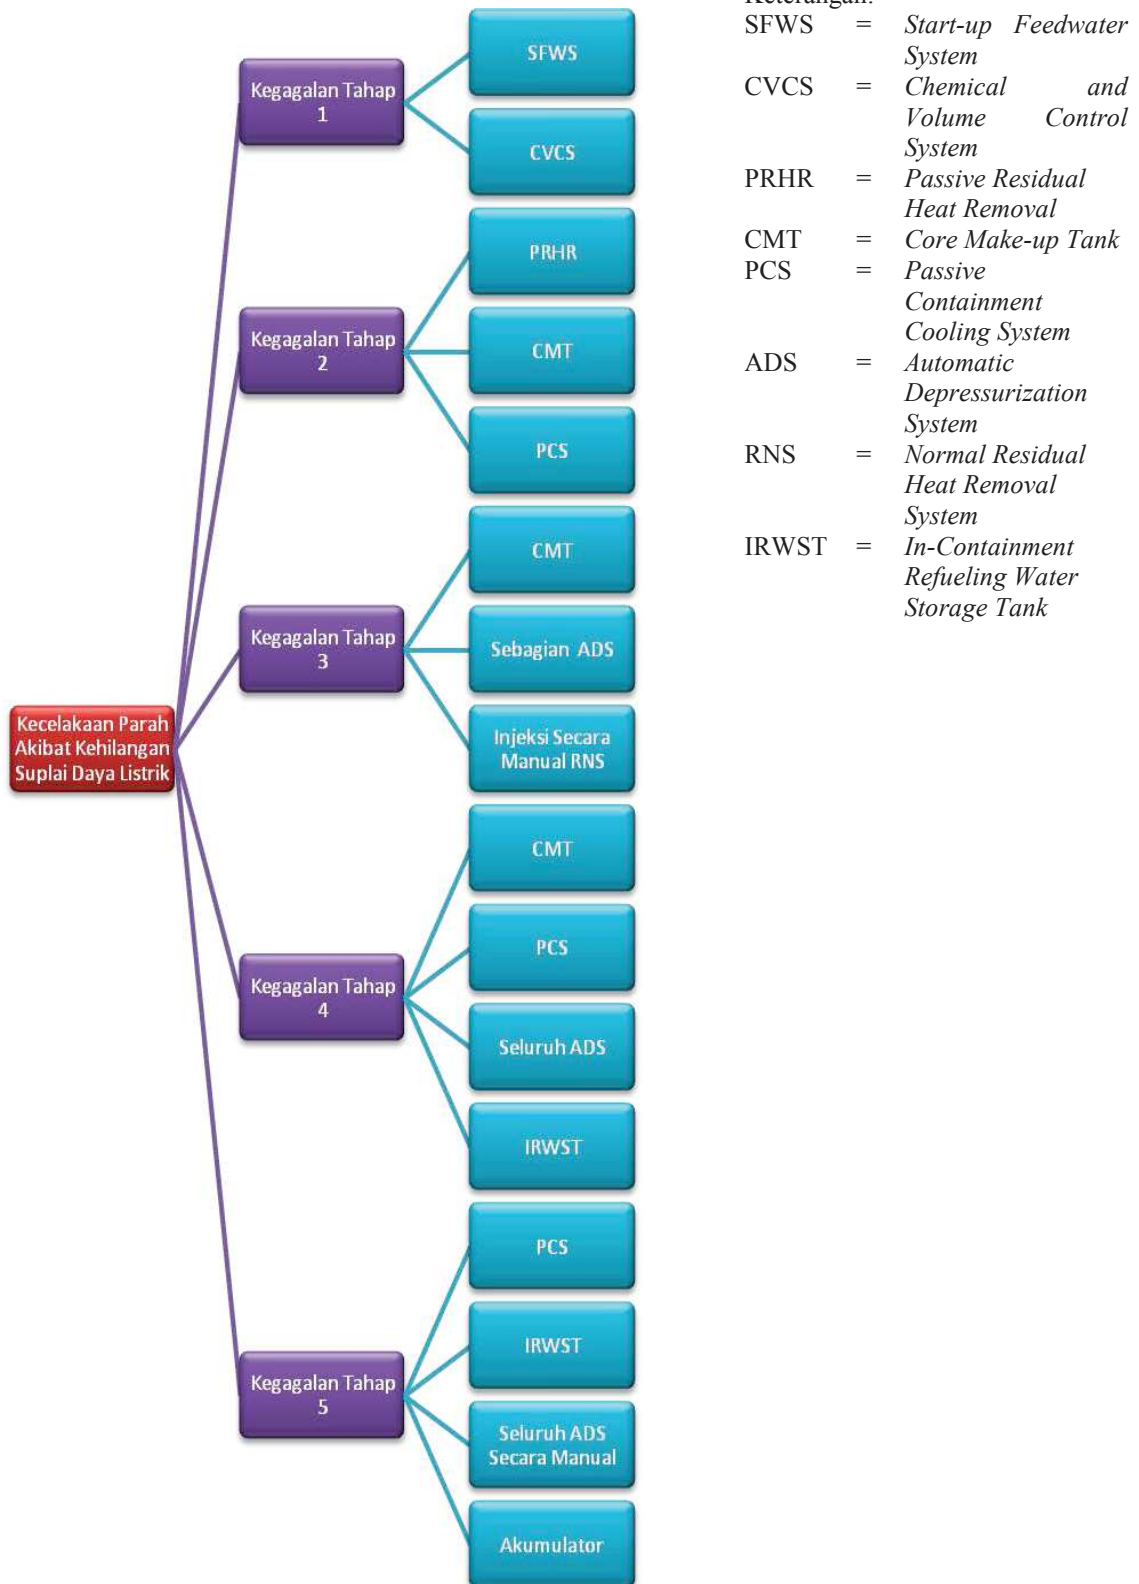 Kecelakaan Parah
Akibat Kehilangan
Suplai Daya Listrik
Kegagalan Tahap
1
SFWS
CVCS
Kegagalan Tahap
2
PRHR
CMT
PCS
Kegagalan Tahap
3
CMT
Sebagian ADS
Injeksi Secara
Manual RNS
Kegagalan Tahap
4
CMT
PCS
Seluruh ADS
IRWST
Kegagalan Tahap
5
PCS
IRWST
Seluruh ADS
Secara Manual
Akumulator
Keterangan:
SFWS = Start-up Feedwater
System
CVCS = Chemical and
Volume Control
System
PRHR = Passive Residual
Heat Removal
CMT = Core Make-up Tank
PCS = Passive
Containment
Cooling System
ADS = Automatic
Depressurization
System
RNS = Normal Residual
Heat Removal
System
IRWST = In-Containment
Refueling Water
Storage Tank